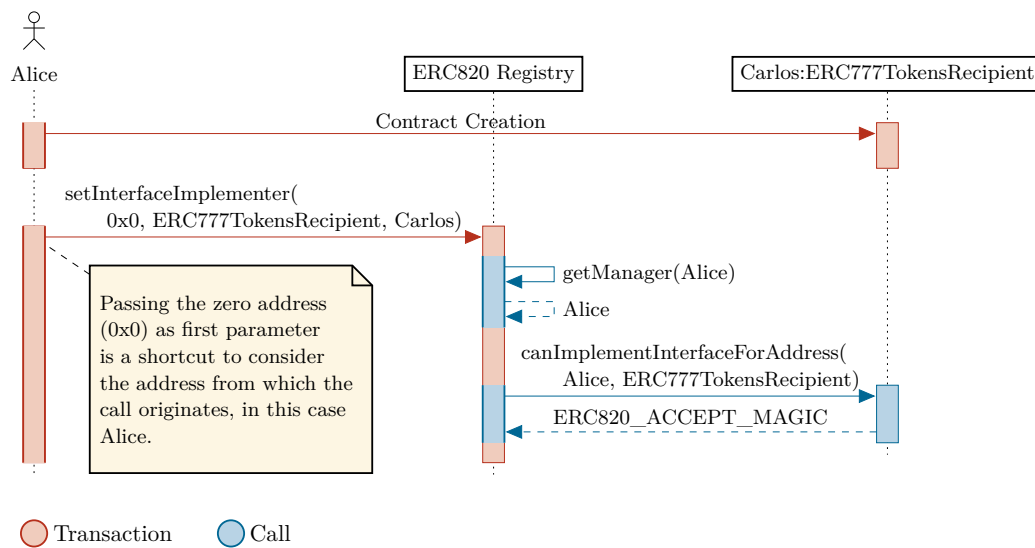 Alice
ERC820 Registry
Carlos:ERC777TokensRecipient
Contract Creation
setInterfaceImplementer(
0x0, ERC777TokensRecipient, Carlos)
getManager(Alice)
Alice
Passing the zero address
(0x0) as first parameter
is a shortcut to consider
the address from which the
call originates, in this case
Alice.
canImplementInterfaceForAddress(
Alice, ERC777TokensRecipient)
ERC820_ACCEPT_MAGIC
Transaction
Call